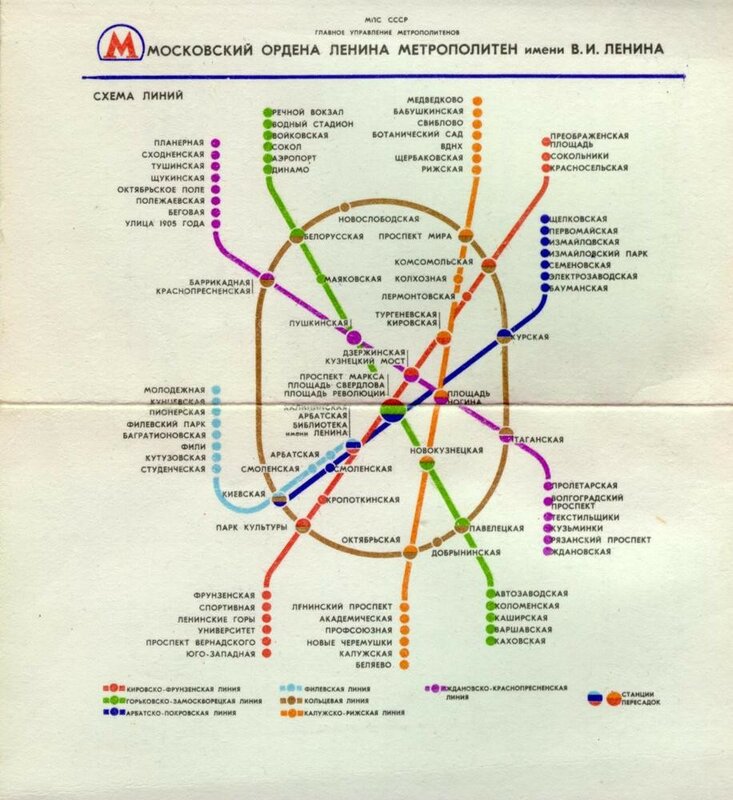 МПС СССР
ГЛАВНОЕ УПРАВЛЕНИЕ МЕТРОПОЛИТЕНОВ
М
МОСКОВСКИЙ ОРДЕНА ЛЕНИНА МЕТРОПОЛИТЕН имени В.И. ЛЕНИНА
СХЕМА ЛИНИЙ
ПЛАНЕРНАЯ
СХОДНЕНСКАЯ
ТУШИНСКАЯ
ЩУКИНСКАЯ
ОКТЯБРЬСКОЕ ПОЛЕ
ПОЛЕЖАЕВСКАЯ
БЕГОВАЯ
УЛИЦА 1905 ГОДА
РЕЧНОЙ ВОКЗАЛ
ВОДНЫЙ СТАДИОН
ВОЙКОВСКАЯ
СОКОЛ
АЭРОПОРТ
ДИНАМО
МЕДВЕДКОВО
БАБУШКИНСКАЯ
СВИБЛОВО
БОТАНИЧЕСКИЙ САД
ВДНХ
ЩЕРБАКОВСКАЯ
РИЖСКАЯ
ПРЕОБРАЖЕНСКАЯ
ПЛОЩАДЬ
СОКОЛЬНИКИ
КРАСНОСЕЛЬСКАЯ
ЩЕЛКОВСКАЯ
ПЕРВОМАЙСКАЯ
ИЗМАЙЛОВСКАЯ
ИЗМАЙЛОВСКИЙ ПАРК
СЕМЕНОВСКАЯ
ЭЛЕКТРОЗАВОДСКАЯ
БАУМАНСКАЯ
НОВОСЛОБОДСКАЯ
БЕЛОРУССКАЯ
ПРОСПЕКТ МИРА
КОМСОМОЛЬСКАЯ
МАЯКОВСКАЯ
КОЛХОЗНАЯ
БАРРИКАДНАЯ
КРАСНОПРЕСНЕНСКАЯ
ЛЕРМОНТОВСКАЯ
ПУШКИНСКАЯ
ТУРГЕНЕВСКАЯ
КИРОВСКАЯ
КУРСКАЯ
ДЗЕРЖИНСКАЯ
КУЗНЕЦКИЙ МОСТ
ПРОСПЕКТ МАРКСА
ПЛОЩАДЬ СВЕРДЛОВА
ПЛОЩАДЬ РЕВОЛЮЦИИ
ПЛОЩАДЬ
НОГИНА
МОЛОДЕЖНАЯ
КУНЦЕВСКАЯ
ПИОНЕРСКАЯ
ФИЛЕВСКИЙ ПАРК
БАГРАТИОНОВСКАЯ
ФИЛИ
КУТУЗОВСКАЯ
СТУДЕНЧЕСКАЯ
КАЛИНИНСКАЯ
АРБАТСКАЯ
БИБЛИОТЕКА
имени ЛЕНИНА
АРБАТСКАЯ
СМОЛЕНСКАЯ
СМОЛЕНСКАЯ
НОВОКУЗНЕЦКАЯ
ТАГАНСКАЯ
КИЕВСКАЯ
КРОПОТКИНСКАЯ
ПАРК КУЛЬТУРЫ
ОКТЯБРЬСКАЯ
ДОБРЫНИНСКАЯ
ПАВЕЛЕЦКАЯ
ПРОЛЕТАРСКАЯ
ВОЛГОГРАДСКИЙ
ПРОСПЕКТ
ТЕКСТИЛЬЩИКИ
КУЗЬМИНКИ
РЯЗАНСКИЙ ПРОСПЕКТ
ЖДАНОВСКАЯ
ФРУНЗЕНСКАЯ
СПОРТИВНАЯ
ЛЕНИНСКИЕ ГОРЫ
УНИВЕРСИТЕТ
ПРОСПЕКТ ВЕРНАДСКОГО
ЮГО-ЗАПАДНАЯ
ЛЕНИНСКИЙ ПРОСПЕКТ
АКАДЕМИЧЕСКАЯ
ПРОФСОЮЗНАЯ
НОВЫЕ ЧЕРЕМУШКИ
КАЛУЖСКАЯ
БЕЛЯЕВО
АВТОЗАВОДСКАЯ
КОЛОМЕНСКАЯ
КАШИРСКАЯ
ВАРШАВСКАЯ
КАХОВСКАЯ
КИРОВСКО-ФРУНЗЕНСКАЯ ЛИНИЯ
ГОРЬКОВСКО-ЗАМОСКВОРЕЦКАЯ ЛИНИЯ
АРБАТСКО-ПОКРОВСКАЯ ЛИНИЯ
ФИЛЕВСКАЯ ЛИНИЯ
КОЛЬЦЕВАЯ ЛИНИЯ
КАЛУЖСКО-РИЖСКАЯ ЛИНИЯ
ЖДАНОВСКО-КРАСНОПРЕСНЕНСКАЯ
ЛИНИЯ
СТАНЦИИ
ПЕРЕСАДОК